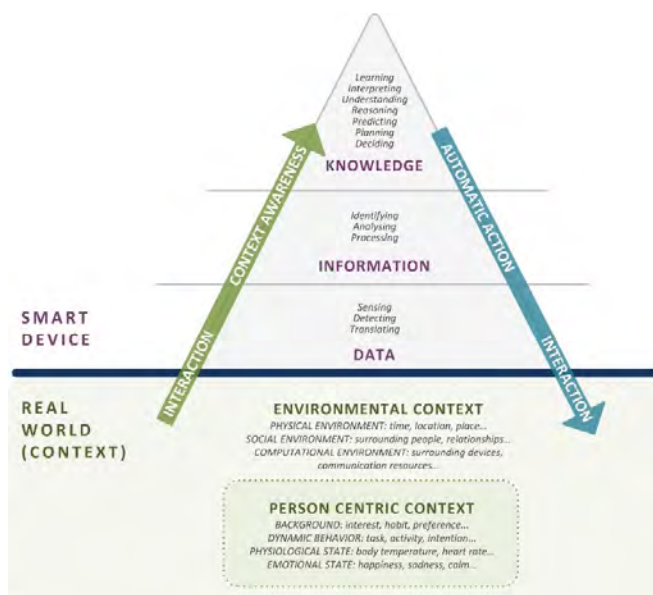 Learning
Interpreting
Understanding
Reasoning
Predicting
Planning
Deciding
KNOWLEDGE
CONTEXT AWARENESS
AUTOMATIC ACTION
Identifying
Analysing
Processing
INFORMATION
Sensing
Detecting
Translating
DATA
SMART
DEVICE
INTERACTION
INTERACTION
REAL
WORLD
(CONTEXT)
ENVIRONMENTAL CONTEXT
PHYSICAL ENVIRONMENT: time, location, place...
SOCIAL ENVIRONMENT: surrounding people, relationships...
COMPUTATIONAL ENVIRONMENT: surrounding devices,
communication resources...
PERSON CENTRIC CONTEXT
BACKGROUND: interest, habit, preference...
DYNAMIC BEHAVIOR: task, activity, intention...
PHYSIOLOGICAL STATE: body temperature, heart rate...
EMOTIONAL STATE: happiness, sadness, calm...